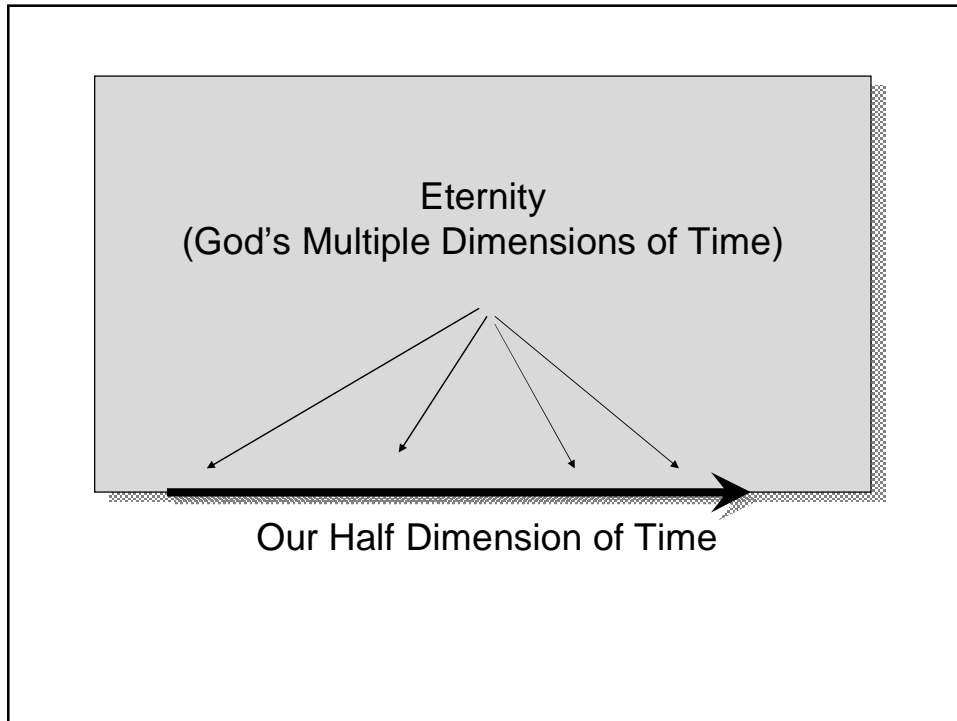 Eternity
(God's Multiple Dimensions of Time)
Our Half Dimension of Time